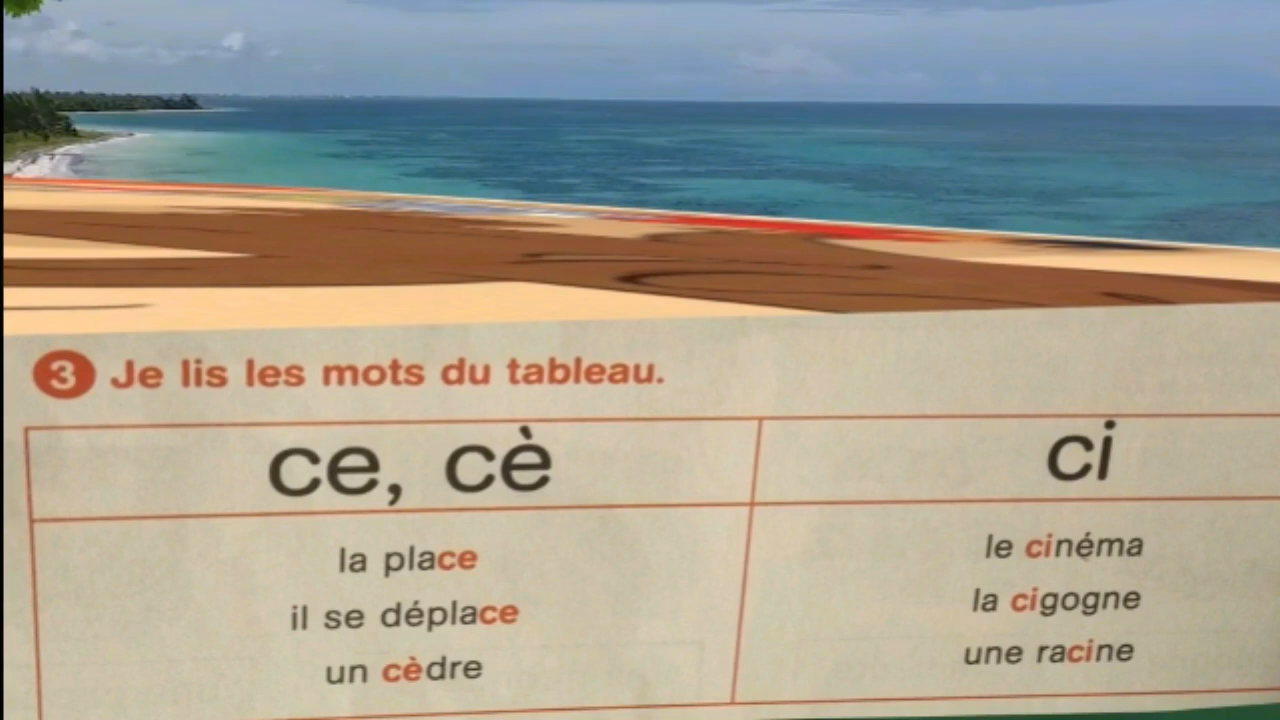 3 Je lis les mots du tableau.
ce, cè
ci
la place
il se déplace
un cèdre
le cinéma
la cigogne
une racine